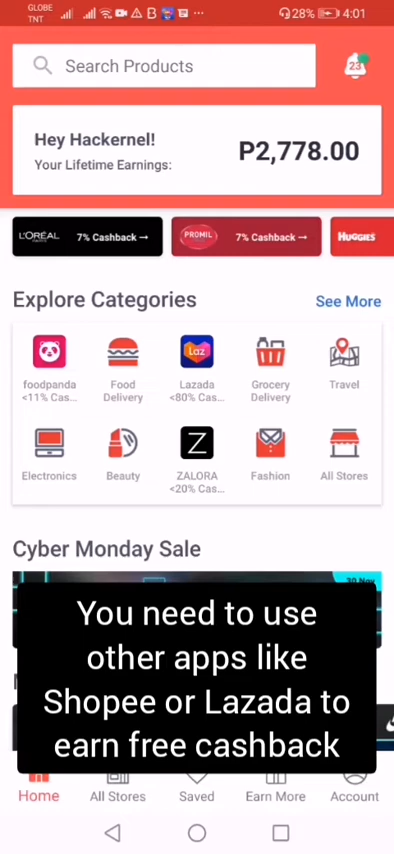 GLOBE
TNT
28% 4:01
Search Products
23
Hey Hackernel!
Your Lifetime Earnings:
P2,778.00
L'ORÉAL
7% Cashback →
PROMIL
7% Cashback →
HUGGIES
Explore Categories
See More
foodpanda
<11% Cas...
Food
Delivery
Laz
Lazada
<80% Cas...
Grocery
Delivery
Travel
Electronics
Beauty
Z
ZALORA
<20% Cas...
Fashion
All Stores
Cyber Monday Sale
30 Nov
You need to use
other apps like
Shopee or Lazada to
earn free cashback
Home
All Stores
Saved
Earn More
Account